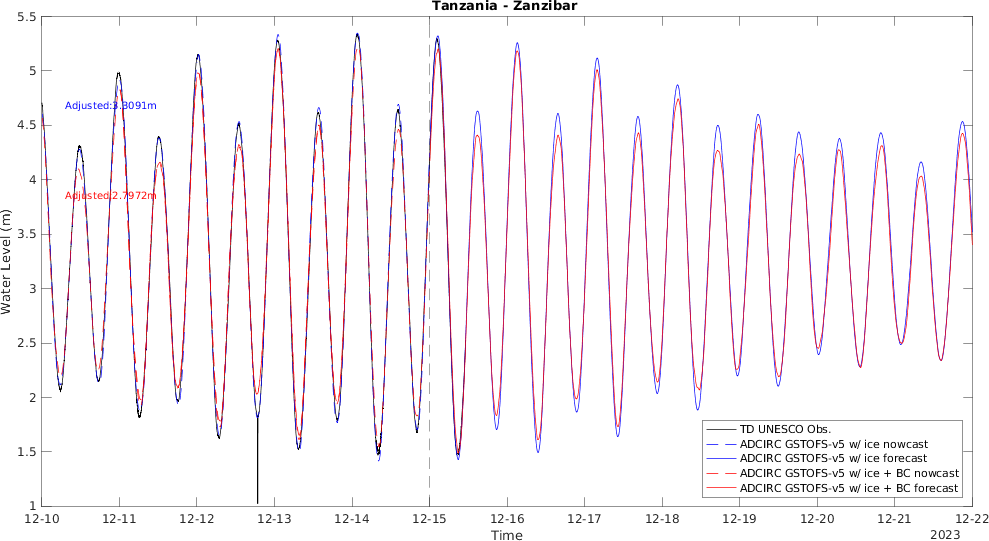 Tanzania - Zanzibar
Water Level (m)
5.5
5
4.5
4
3.5
3
2.5
2
1.5
1
Adjusted:3.8091m
Adjusted:2.7972m
TD UNESCO Obs.
ADCIRC GSTOFS-v5 w/ ice nowcast
ADCIRC GSTOFS-v5 w/ ice forecast
ADCIRC GSTOFS-v5 w/ ice + BC nowcast
ADCIRC GSTOFS-v5 w/ ice + BC forecast
12-10 12-11 12-12 12-13 12-14 12-15 12-16 12-17 12-18 12-19 12-20 12-21 12-22
Time
2023